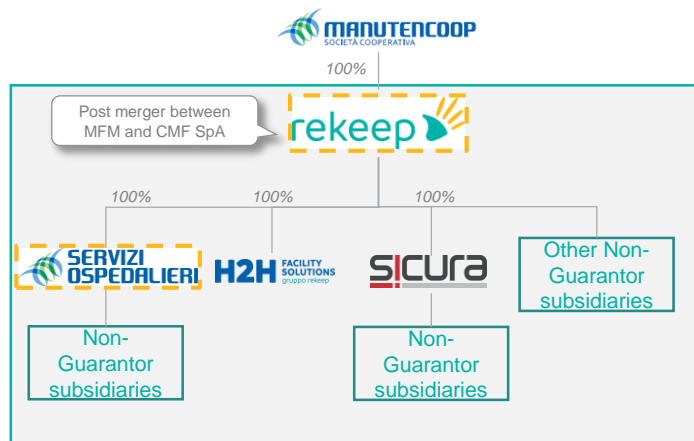 MANUTENCOOP
SOCIETÀ COOPERATIVA
100%
Post merger between
MFM and CMF SpA
rekeep
100%
100%
100%
SERVIZI
OSPEDALIERI
H2H FACILITY
SOLUTIONS
gruppo rekeep
sicura
Other Non-
Guarantor
subsidiaries
Non-
Guarantor
subsidiaries
Non-
Guarantor
subsidiaries